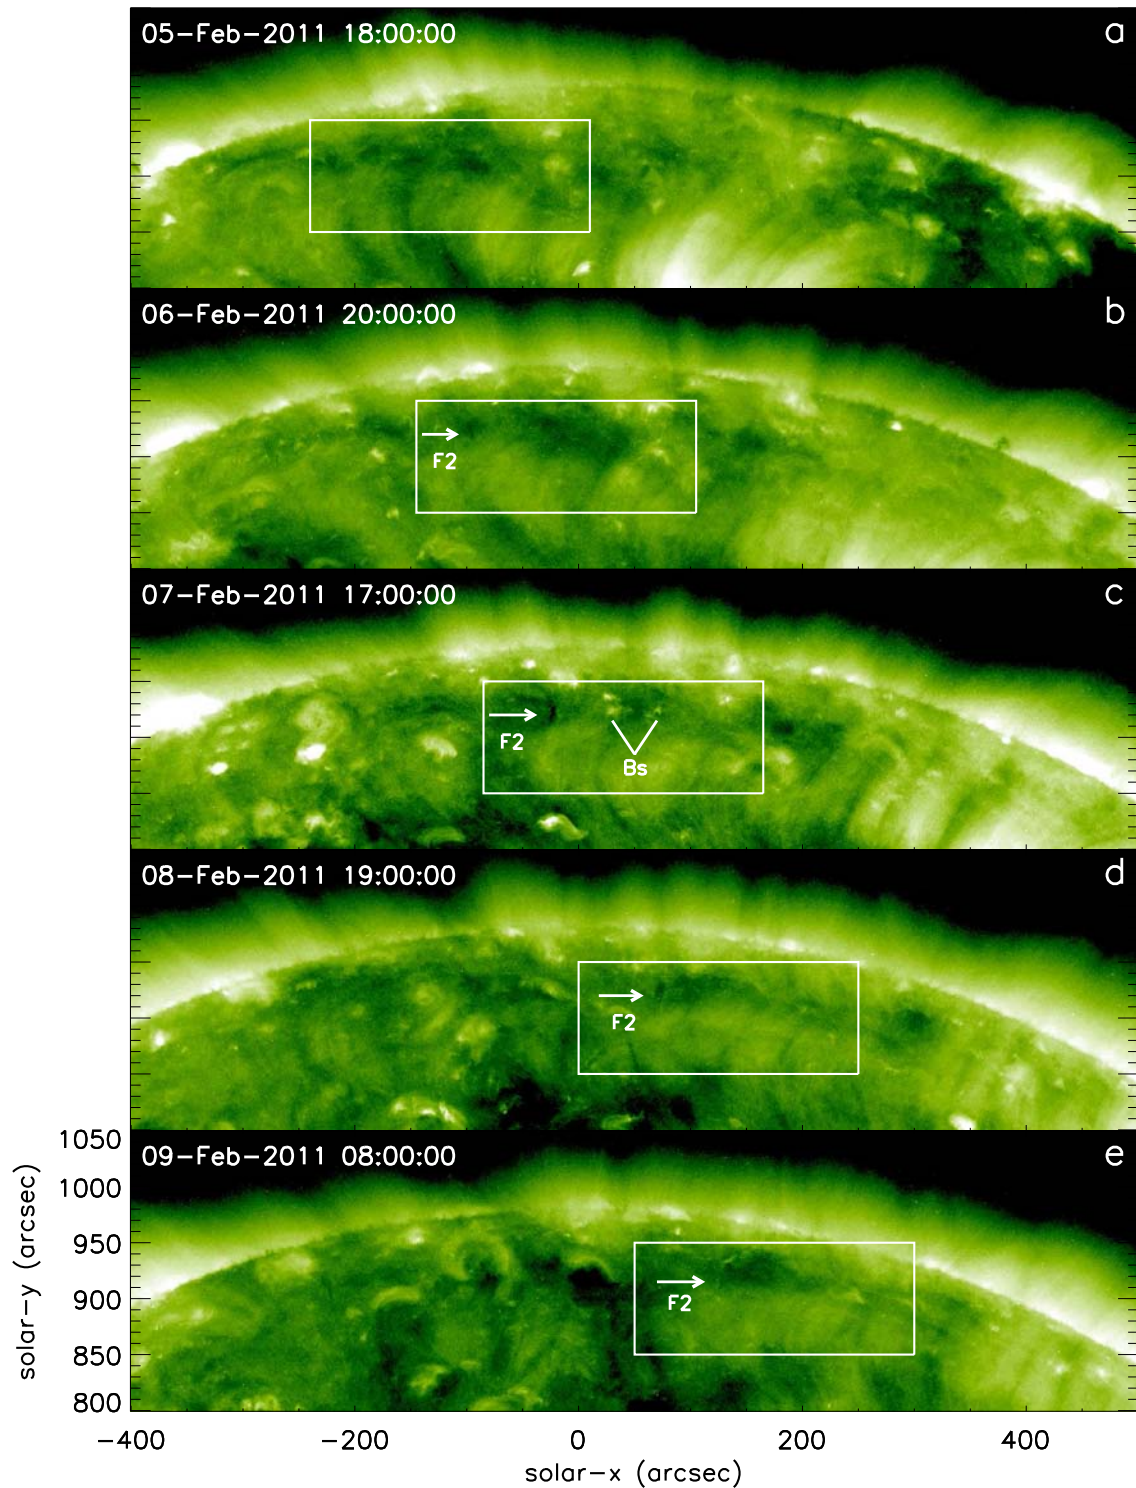 05-Feb-2011 18:00:00 a
06-Feb-2011 20:00:00 b
F2
07-Feb-2011 17:00:00 c
F2
Bs
08-Feb-2011 19:00:00 d
F2
09-Feb-2011 08:00:00 e
F2
1050
1000
950
900
850
800
solar-y (arcsec)
-400 -200 0 200 400
solar-x (arcsec)